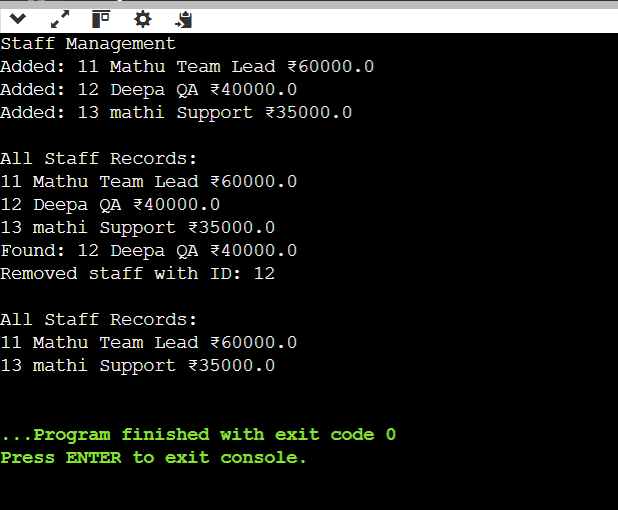 Staff Management
Added: 11 Mathu Team Lead ₹60000.0
Added: 12 Deepa QA ₹40000.0
Added: 13 mathi Support ₹35000.0
All Staff Records:
11 Mathu Team Lead ₹60000.0
12 Deepa QA ₹40000.0
13 mathi Support ₹35000.0
Found: 12 Deepa QA ₹40000.0
Removed staff with ID: 12
All Staff Records:
11 Mathu Team Lead ₹60000.0
13 mathi Support ₹35000.0
...Program finished with exit code 0
Press ENTER to exit console.